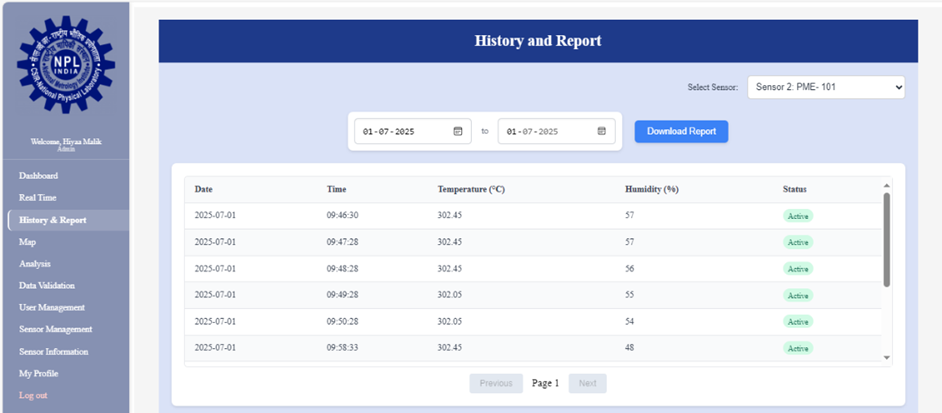 NPL
INDIA
CSIR-National Physical Laboratory
Welcome, Hiyaa Malik
Admin
Dashboard
Real Time
History & Report
Map
Analysis
Data Validation
User Management
Sensor Management
Sensor Information
My Profile
Log out
History and Report
Select Sensor: Sensor 2: PME- 101
01-07-2025 to 01-07-2025 Download Report
Date Time Temperature (°C) Humidity (%) Status
2025-07-01 09:46:30 302.45 57 Active
2025-07-01 09:47:28 302.45 57 Active
2025-07-01 09:48:28 302.45 56 Active
2025-07-01 09:49:28 302.05 55 Active
2025-07-01 09:50:28 302.05 54 Active
2025-07-01 09:58:33 302.45 48 Active
Previous Page 1 Next